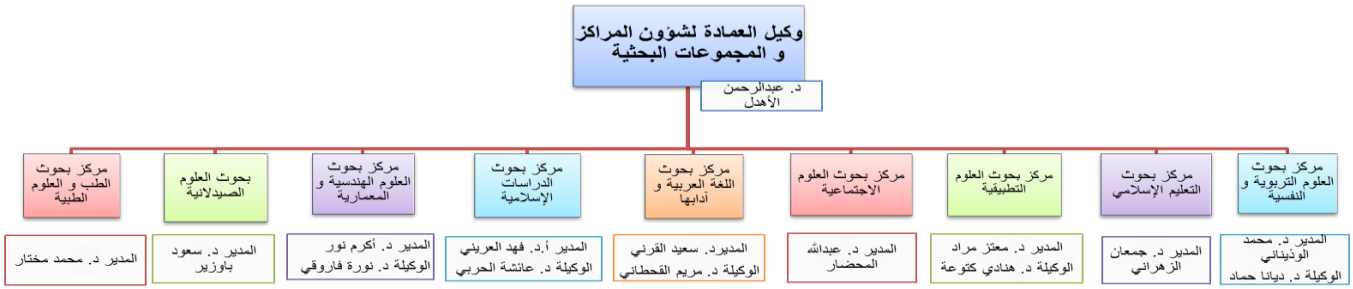 وكيل العمادة لشؤون المراكز
و المجموعات البحثية
د. عبدالرحمن
الأهدل
مركز بحوث
العلوم التربوية و
النفسية
المدير د. محمد
الوذيناني
الوكيلة د. ديانا حماد
مركز بحوث
التعليم الإسلامي
المدير د. جمعان
الزهراني
مركز بحوث العلوم
التطبيقية
المدير د. معتز مراد
الوكيلة د. هنادي كتوعة
مركز بحوث العلوم
الاجتماعية
المدير د. عبدالله
المحضار
مركز بحوث
اللغة العربية و
آدابها
المديرد. سعيد القرني
الوكيلة د. مريم القحطاني
مركز بحوث
الدراسات
الإسلامية
المدير أ.د. فهد العريني
الوكيلة د. عائشة الحربي
مركز بحوث
العلوم الهندسية و
المعمارية
المدير د. أكرم نور
الوكيلة د. نورة فاروقي
بحوث العلوم
الصيدلانية
المدير د. سعود
باوزير
مركز بحوث
الطب و العلوم
الطبية
المدير د. محمد مختار